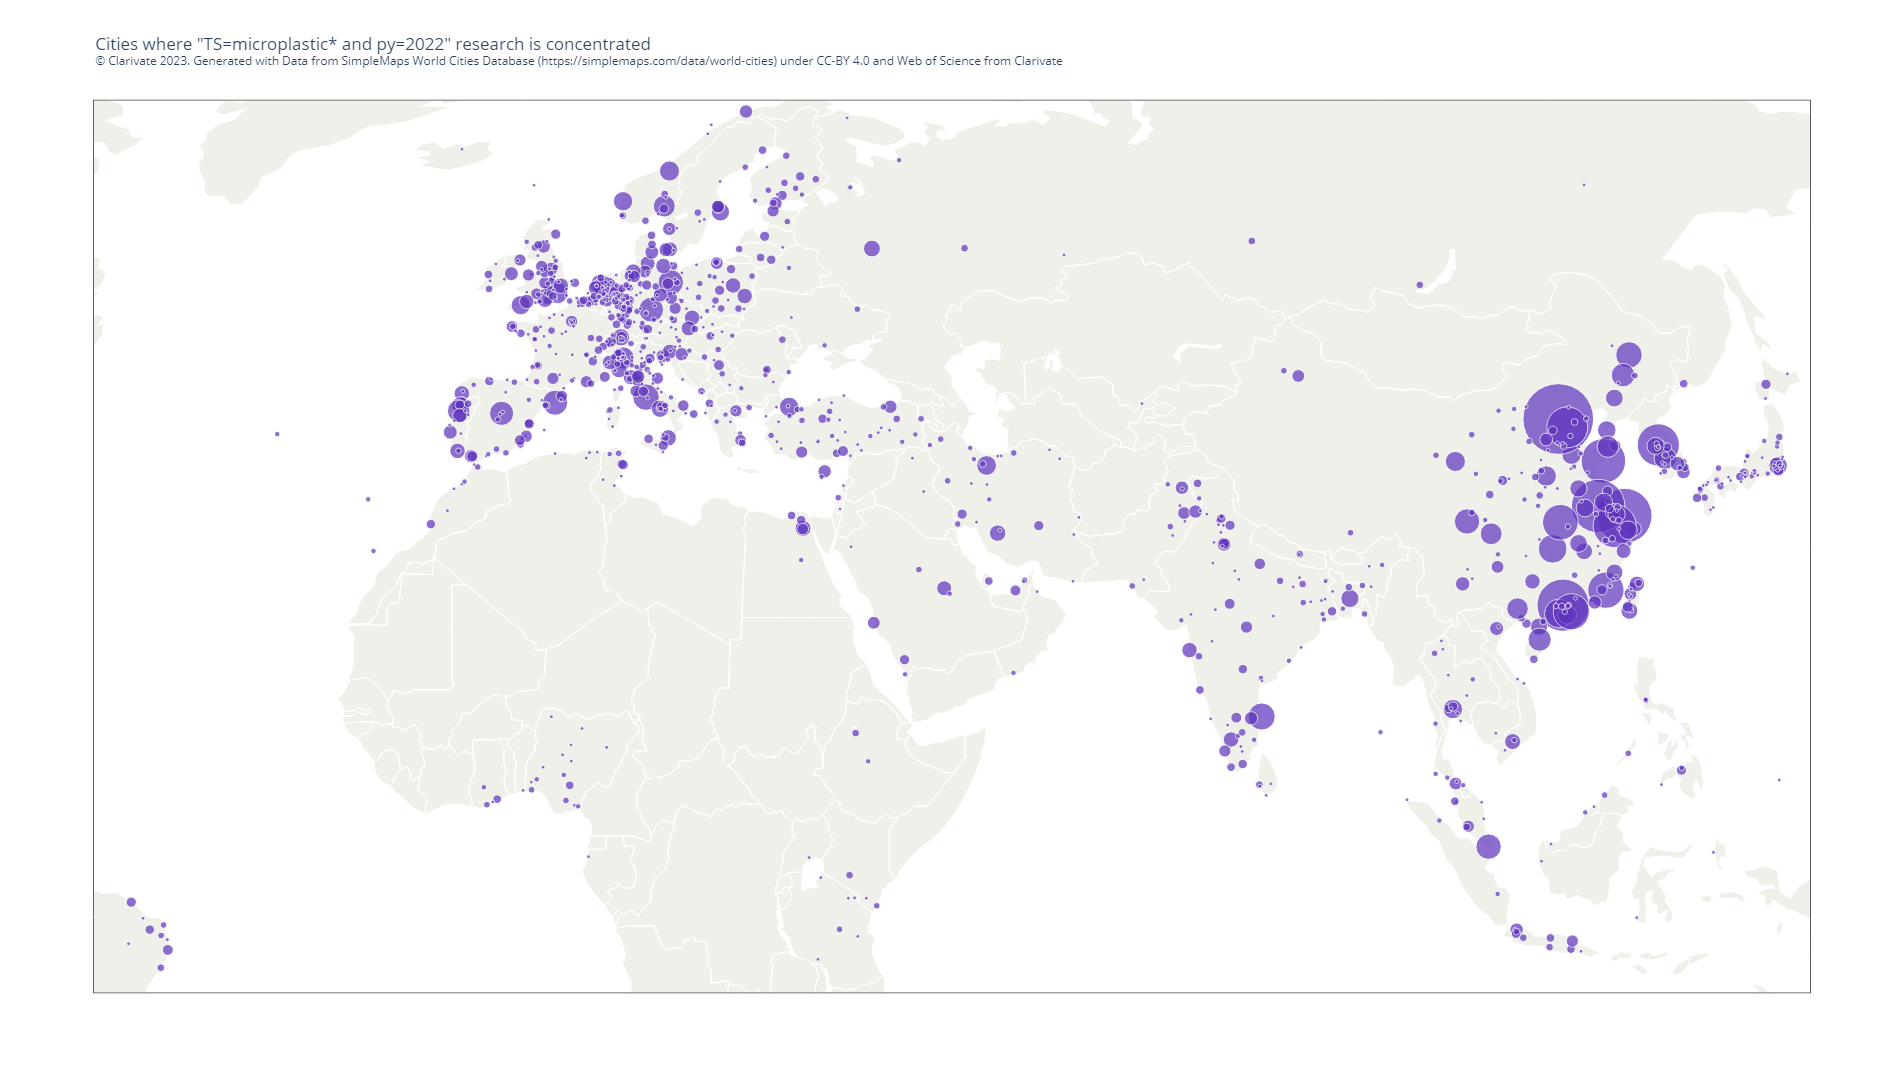 Cities where "TS=microplastic* and py=2022" research is concentrated
© Clarivate 2023. Generated with Data from SimpleMaps World Cities Database (https://simplemaps.com/data/world-cities) under CC-BY 4.0 and Web of Science from Clarivate